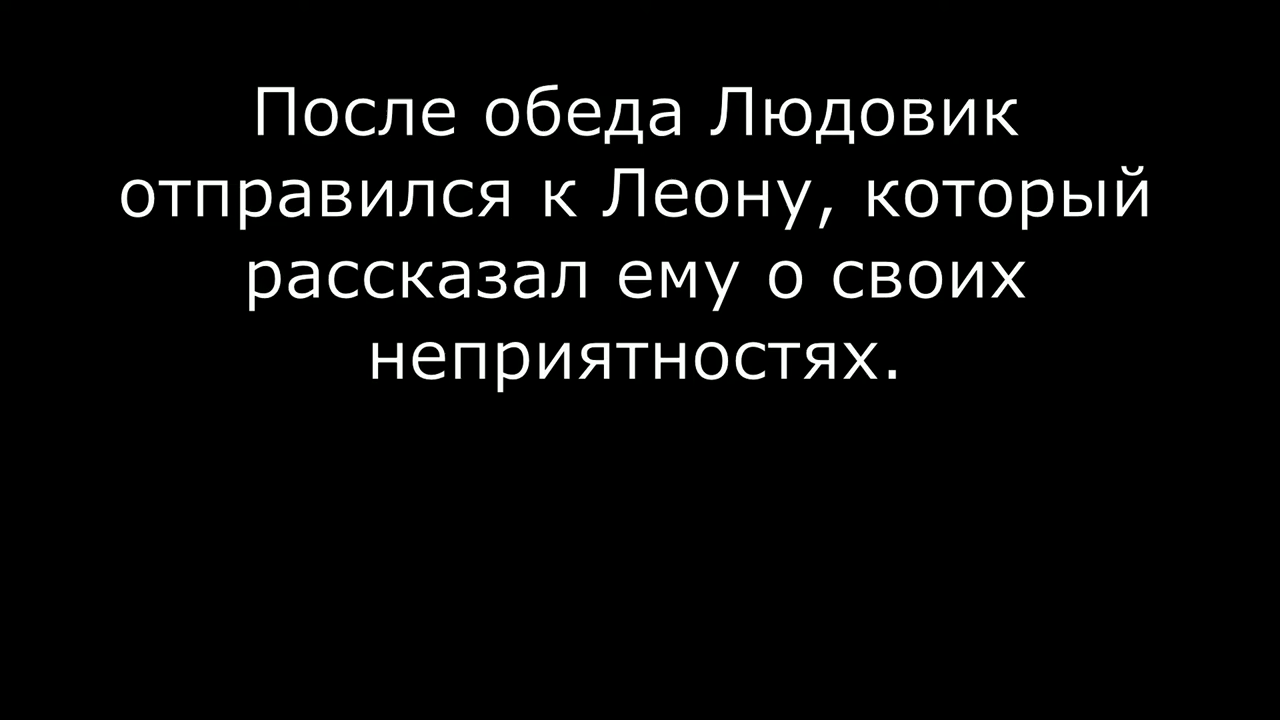 После обеда Людовик
отправился к Леону, который
рассказал ему о своих
неприятностях.